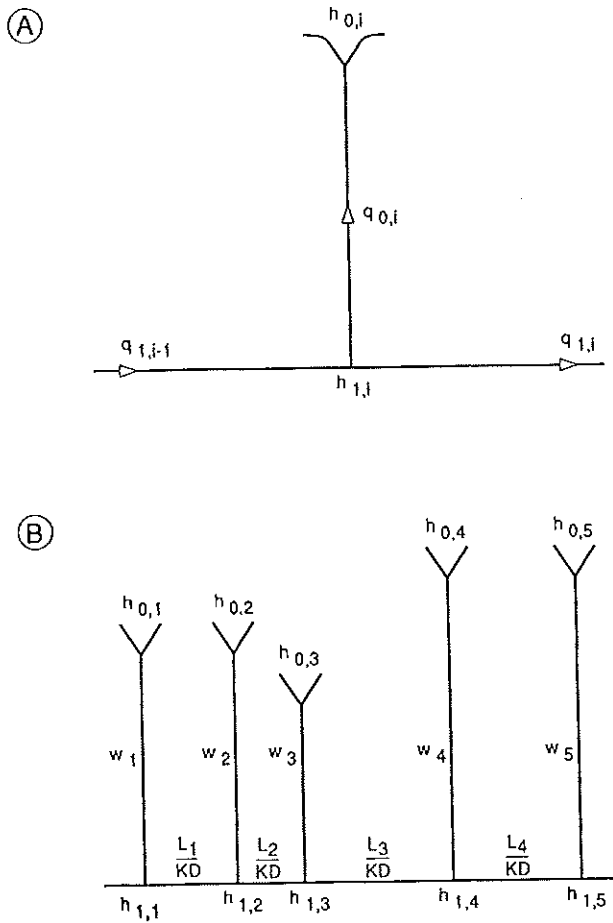 A
h 0,i
q 0,i
q 1,i-1
q 1,i
h 1,i
B
h 0,4
h 0,5
h 0,1
h 0,2
h 0,3
w 1
w 2
w 3
w 4
w 5
L1/KD
L2/KD
L3/KD
L4/KD
h 1,1
h 1,2
h 1,3
h 1,4
h 1,5